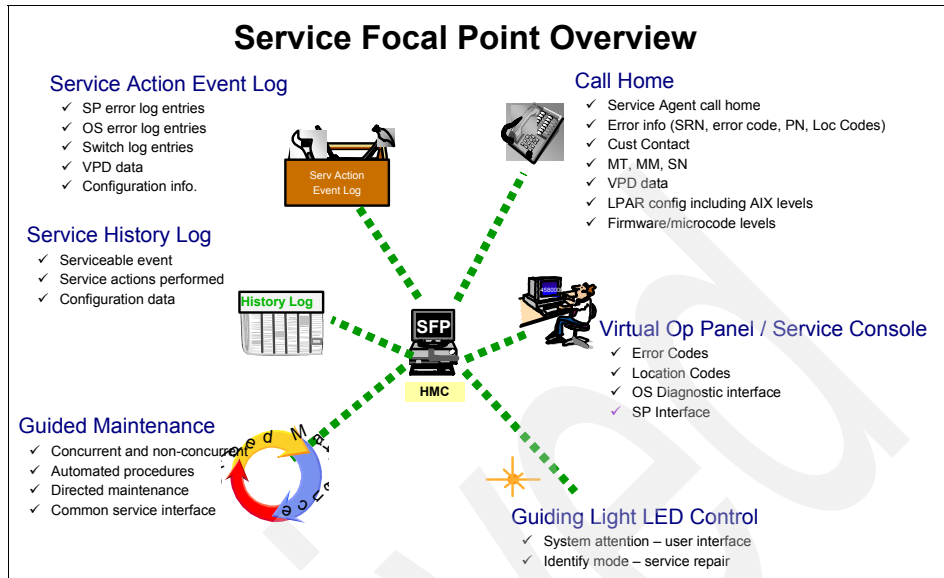 Service Focal Point Overview
Service Action Event Log
✓ SP error log entries
✓ OS error log entries
✓ Switch log entries
✓ VPD data
✓ Configuration info.
Serv Action
Event Log
Call Home
✓ Service Agent call home
✓ Error info (SRN, error code, PN, Loc Codes)
✓ Cust Contact
✓ MT, MM, SN
✓ VPD data
✓ LPAR config including AIX levels
✓ Firmware/microcode levels
Service History Log
✓ Serviceable event
✓ Service actions performed
✓ Configuration data
History Log
SFP
HMC
Virtual Op Panel / Service Console
✓ Error Codes
✓ Location Codes
✓ OS Diagnostic interface
✓ SP Interface
Guided Maintenance
✓ Concurrent and non-concurrent
✓ Automated procedures
✓ Directed maintenance
✓ Common service interface
Guiding Light LED Control
✓ System attention – user interface
✓ Identify mode – service repair